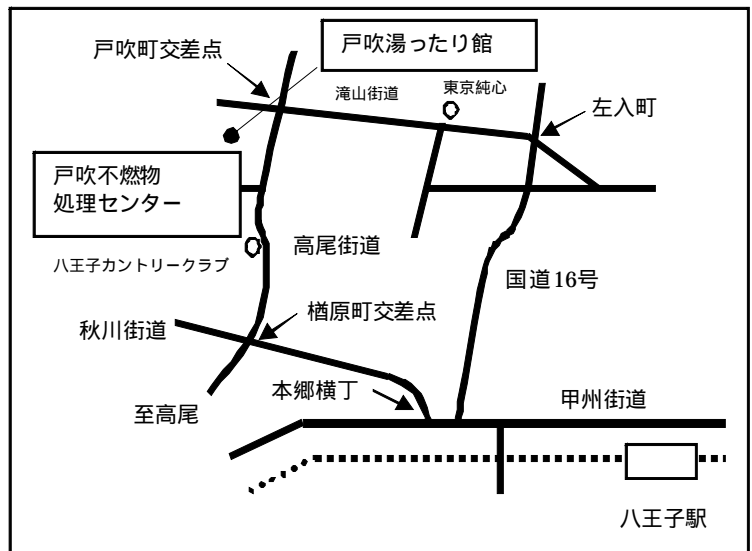 戸吹湯ったり館
戸吹町交差点
滝山街道
東京純心
左入町
戸吹不燃物
処理センター
高尾街道
八王子カントリークラブ
国道16号
楢原町交差点
秋川街道
本郷横丁
甲州街道
至高尾
八王子駅